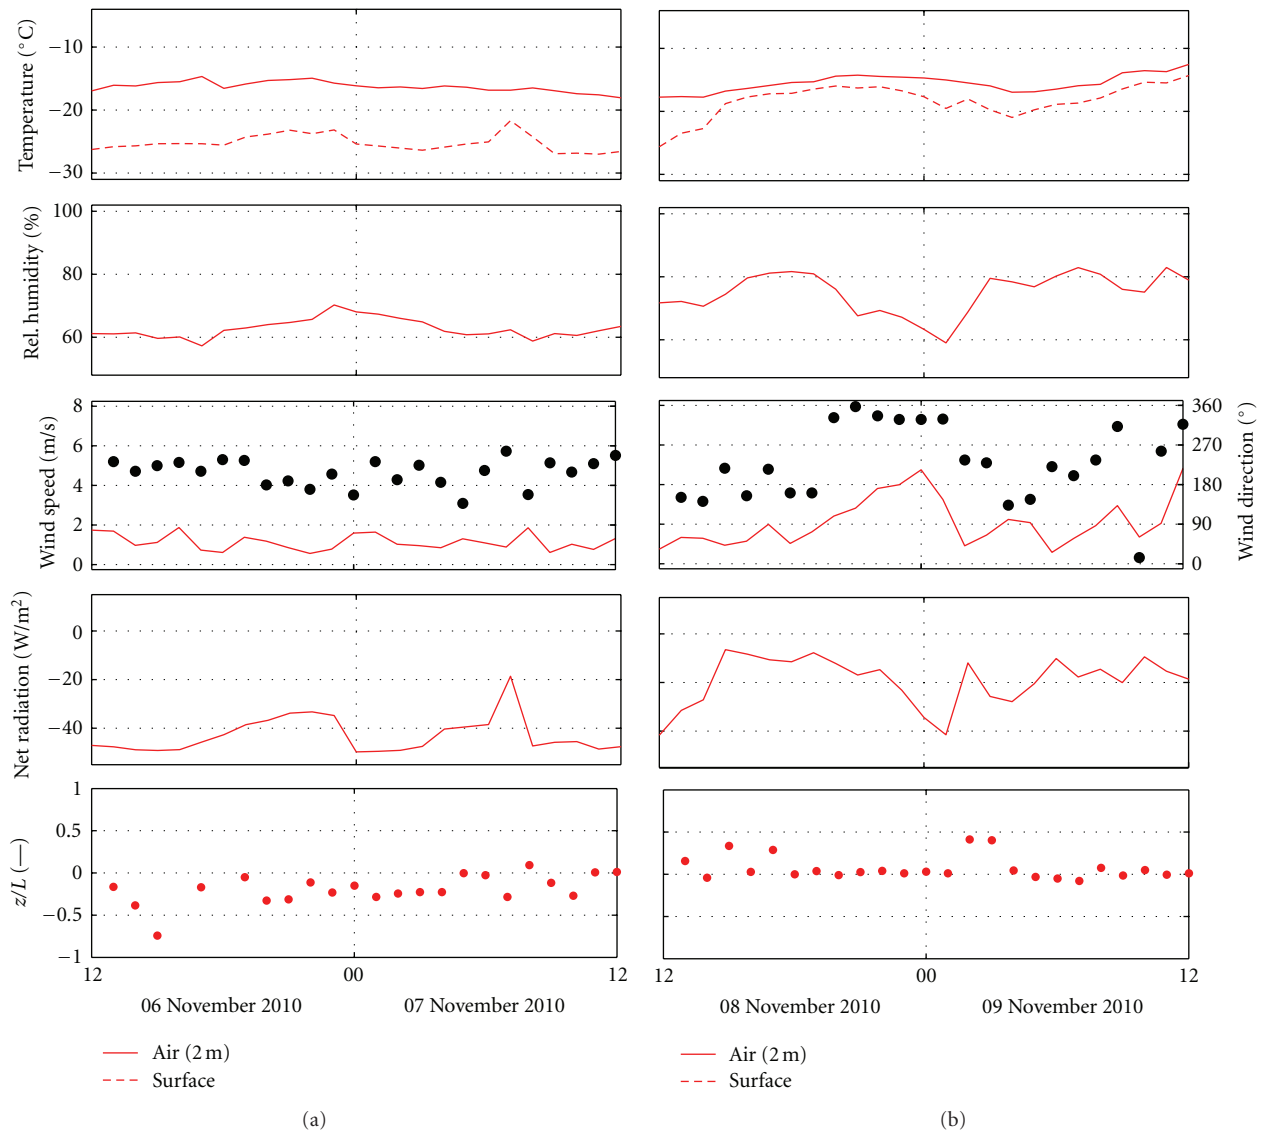 Temperature (°C)
−10
−20
−30
Rel. humidity (%)
100
80
60
Wind speed (m/s)
8
6
4
2
0
360
270
180
90
0
Wind direction (°)
Net radiation (W/m²)
0
−20
−40
z/L (—)
1
0.5
0
−0.5
−1
12 00 12
12 00 12
06 November 2010 07 November 2010
08 November 2010 09 November 2010
Air (2 m)
Surface
Air (2 m)
Surface
(a)
(b)